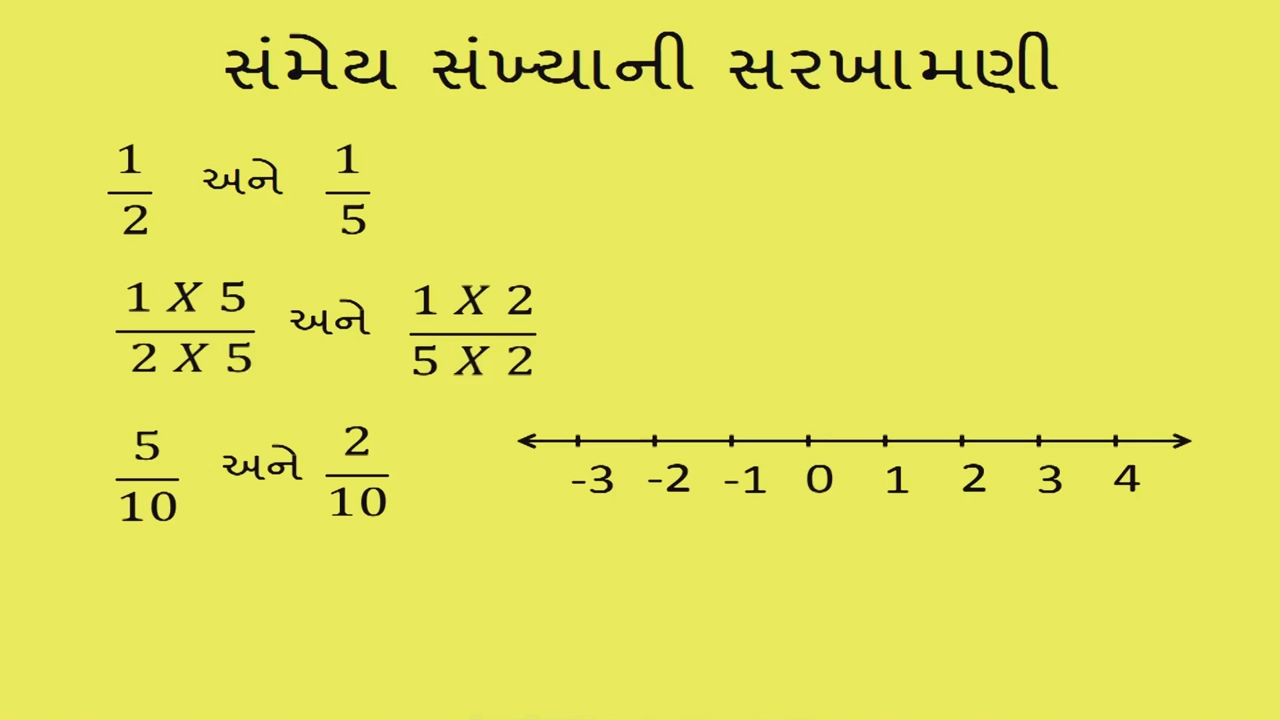 સંમેય સંખ્યાની સરખામણી
1/2 અને 1/5
1 X 5 / 2 X 5 અને 1 X 2 / 5 X 2
5/10 અને 2/10
-3 -2 -1 0 1 2 3 4